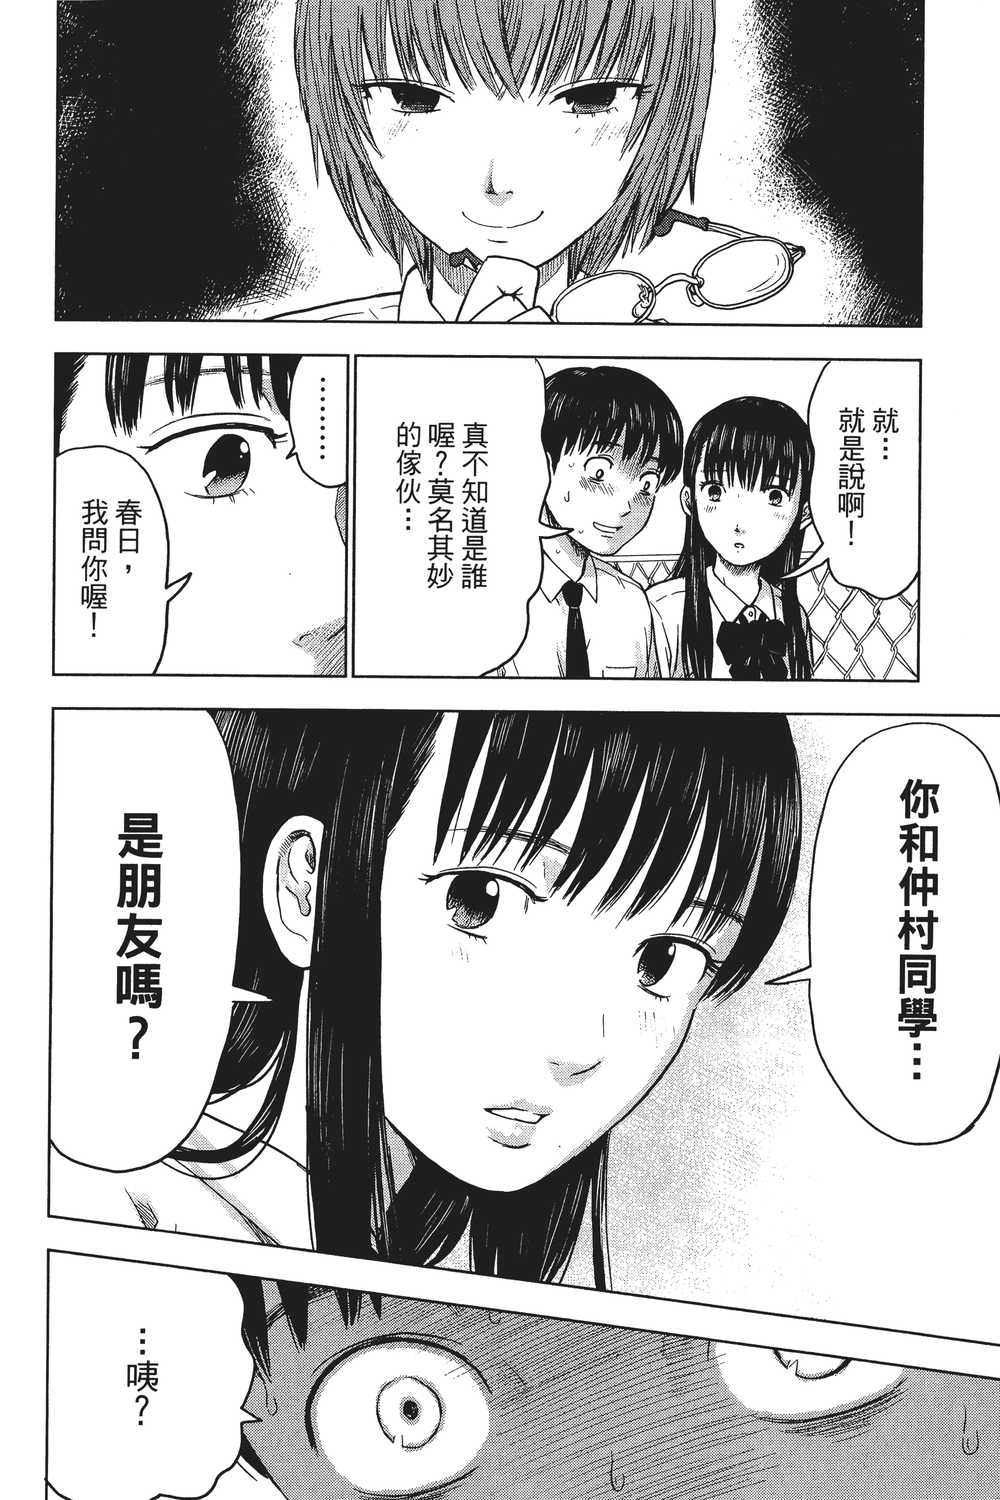 就…
就是說啊！
真不知道是誰
喔？莫名其妙
的傢伙…
………
春日，
我問你喔！
你和仲村同學…
是朋友嗎？
…咦？